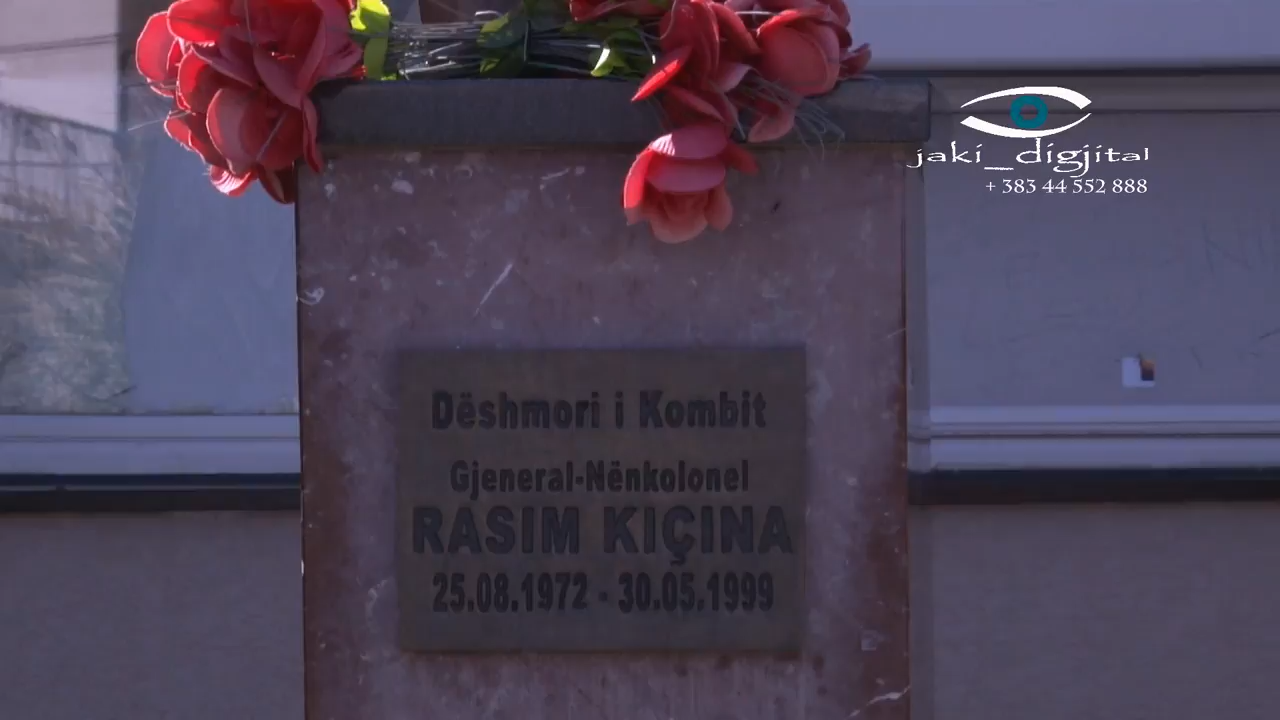 jaki_digjital
+ 383 44 552 888
Dëshmori i Kombit
Gjeneral-Nënkolonel
RASIM KIÇINA
25.08.1972 - 30.05.1999